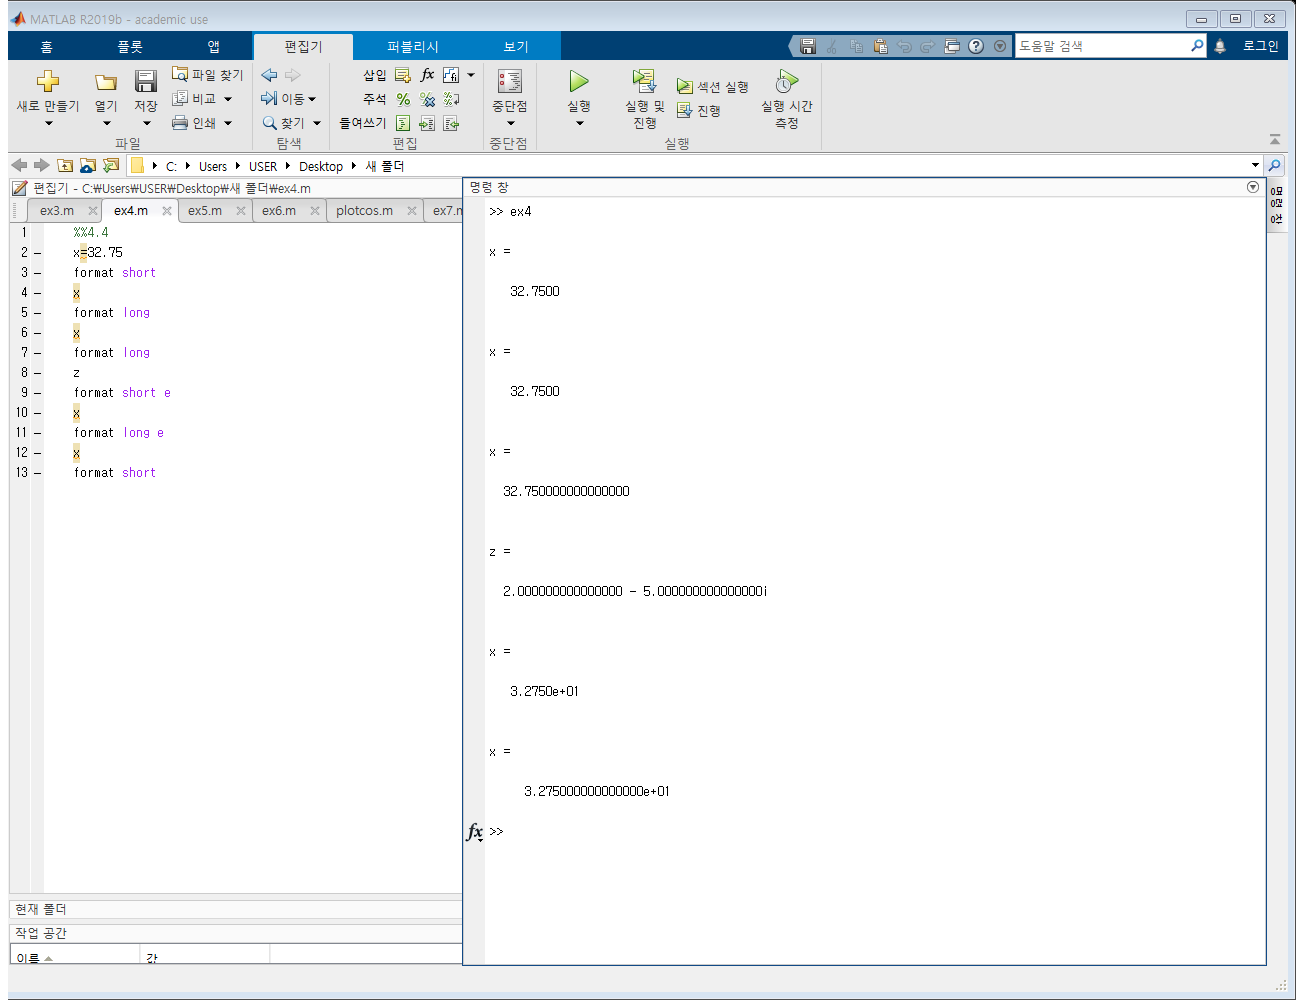 MATLAB R2019b - academic use
홈 플롯 앱 편집기 퍼블리시 보기 도움말 검색 로그인
새로 만들기 열기 저장 파일 찾기 비교 인쇄
파일
이동 찾기
탐색
삽입 fx
주석
들여쓰기
편집
중단점
중단점
실행
실행 및 진행
섹션 실행
진행
실행 시간 측정
실행
C: Users USER Desktop 새 폴더
편집기 - C:₩Users₩USER₩Desktop₩새 폴더₩ex4.m
ex3.m ex4.m ex5.m ex6.m plotcos.m ex7.m
1 %%4.4
2 – x=32.75
3 – format short
4 – x
5 – format long
6 – x
7 – format long
8 – z
9 – format short e
10 – x
11 – format long e
12 – x
13 – format short
현재 폴더
작업 공간
이름 값
명령 창
>> ex4
x =
32.7500
x =
32.7500
x =
32.750000000000000
z =
2.000000000000000 - 5.000000000000000i
x =
3.2750e+01
x =
3.275000000000000e+01
fx >>
명령 창